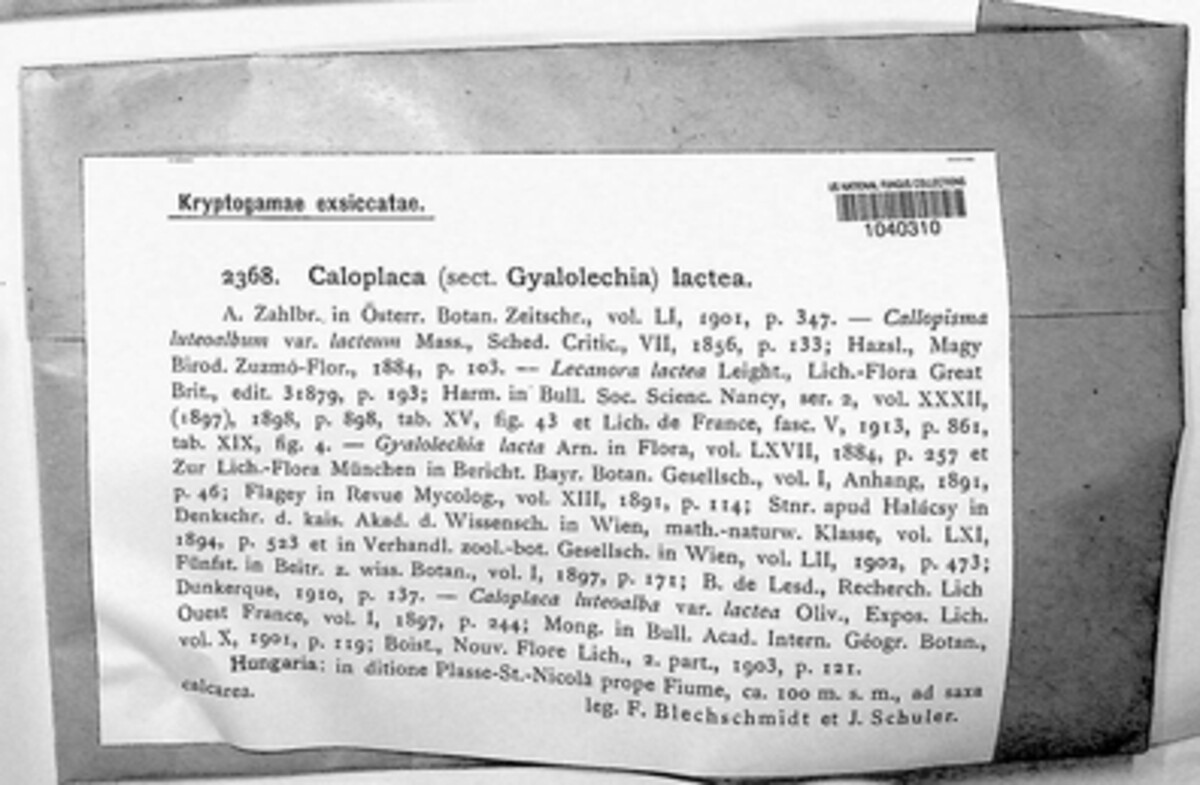 Kryptogamae exsiccatae.
US NATIONAL FUNGUS COLLECTIONS
1040310
2368. Caloplaca (sect. Gyalolechia) lactea.
A. Zahlbr. in Österr. Botan. Zeitschr., vol. LI, 1901, p. 347. — Callopisma
luteoalbum var. lacteum Mass., Sched. Critic., VII, 1856, p. 133; Hazsl., Magy
Birod. Zuzmó-Flor., 1884, p. 103. — Lecanora lactea Leight., Lich.-Flora Great
Brit., edit. 31879, p. 193; Harm. in Bull. Soc. Scienc. Nancy, ser. 2, vol. XXXII,
(1897), 1898, p. 898, tab. XV, fig. 43 et Lich. de France, fasc. V, 1913, p. 861,
tab. XIX, fig. 4. — Gyalolechia lacta Arn. in Flora, vol. LXVII, 1884, p. 257 et
Zur Lich.-Flora München in Bericht. Bayr. Botan. Gesellsch., vol. I, Anhang, 1891,
p. 46; Flagey in Revue Mycolog., vol. XIII, 1891, p. 114; Stnr. apud Halácsy in
Denkschr. d. kais. Akad. d. Wissensch. in Wien, math.-naturw. Klasse, vol. LXI,
1894, p. 523 et in Verhandl. zool.-bot. Gesellsch. in Wien, vol. LII, 1902, p. 473;
Fünfst. in Beitr. z. wiss. Botan., vol. I, 1897, p. 171; B. de Lesd., Recherch. Lich
Dunkerque, 1910, p. 137. — Caloplaca luteoalba var. lactea Oliv., Expos. Lich.
Ouest France, vol. I, 1897, p. 244; Mong. in Bull. Acad. Intern. Géogr. Botan.,
vol. X, 1901, p. 119; Boist., Nouv. Flore Lich., 2. part., 1903, p. 121.
Hungaria: in ditione Plasse-St.-Nicolà prope Fiume, ca. 100 m. s. m., ad saxa
calcarea.
leg. F. Blechschmidt et J. Schuler.